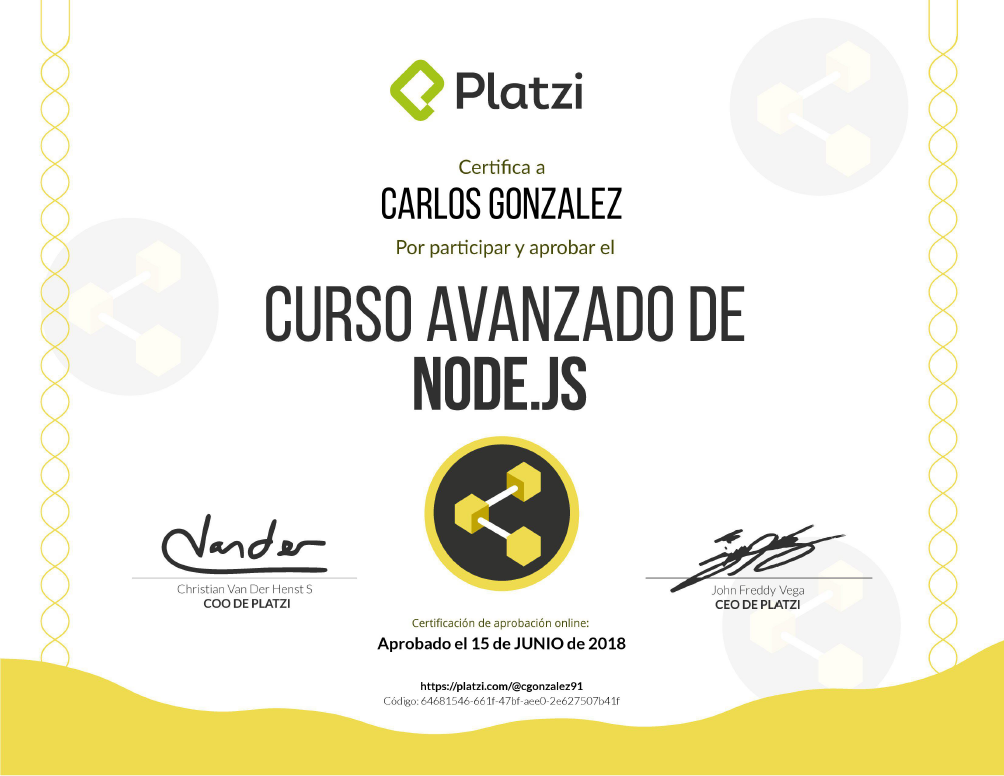 Platzi
Certifica a
CARLOS GONZALEZ
Por participar y aprobar el
CURSO AVANZADO DE
NODE.JS
Vander
Christian Van Der Henst S
COO DE PLATZI
John Freddy Vega
CEO DE PLATZI
Certificación de aprobación online:
Aprobado el 15 de JUNIO de 2018
https://platzi.com/@cgonzalez91
Código: 64681546-661f-47bf-aee0-2e627507b41f